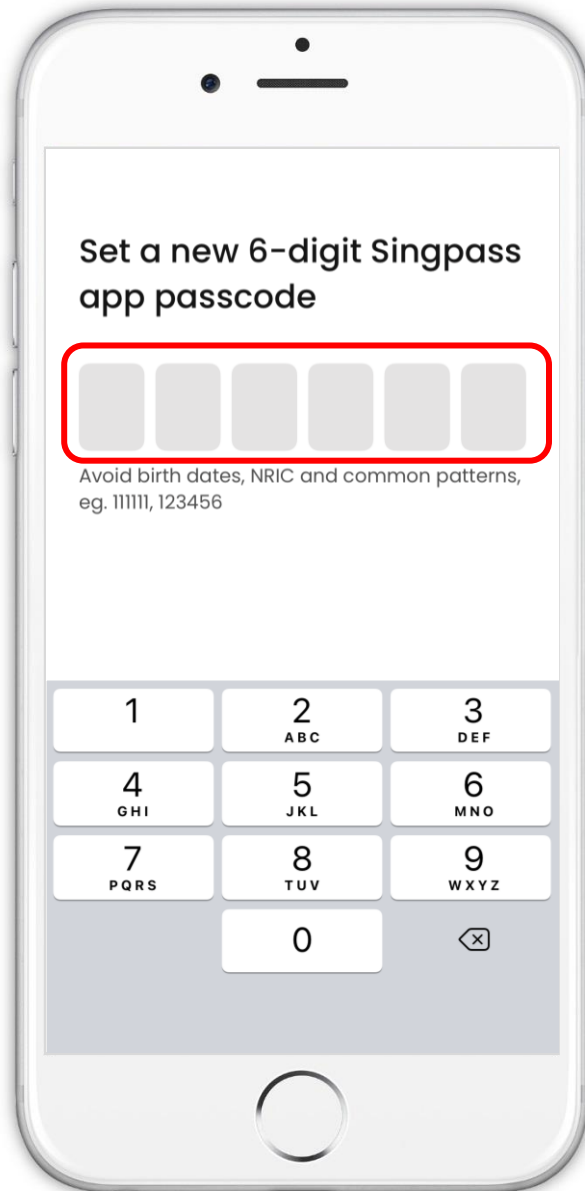 Set a new 6-digit Singpass
app passcode
Avoid birth dates, NRIC and common patterns,
eg. 111111, 123456
1 2 3
ABC DEF
4 5 6
GHI JKL MNO
7 8 9
PQRS TUV WXYZ
0